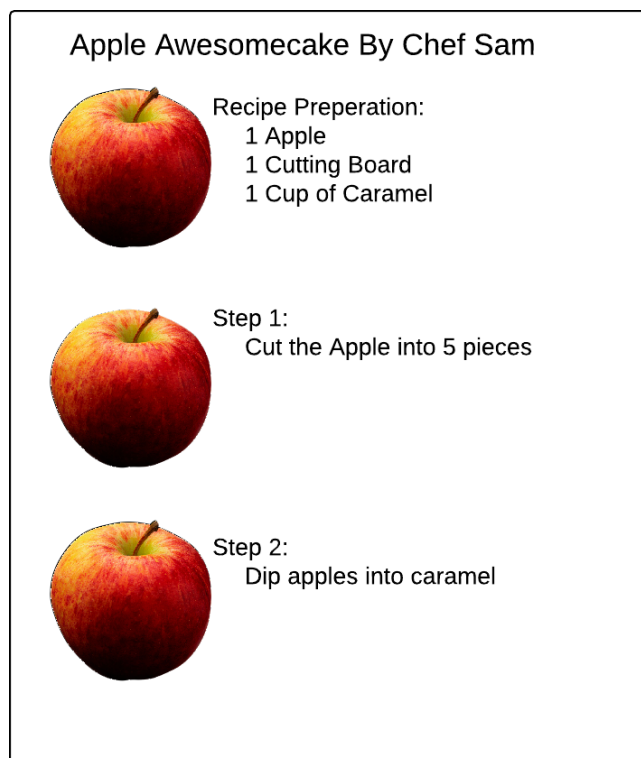 Apple Awesomecake By Chef Sam
Recipe Preperation:
1 Apple
1 Cutting Board
1 Cup of Caramel
Step 1:
Cut the Apple into 5 pieces
Step 2:
Dip apples into caramel